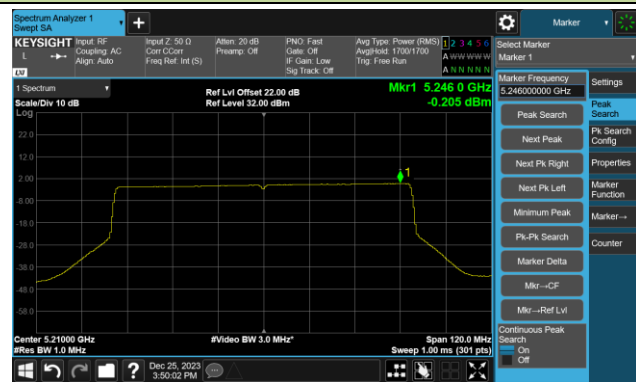 Spectrum Analyzer 1
Swept SA
Marker
KEYSIGHT
Input: RF
Coupling: AC
Align: Auto
Input Z: 50 Ω
Corr CCorr
Freq Ref: Int (S)
Atten: 20 dB
Preamp: Off
PNO: Fast
Gate: Off
IF Gain: Low
Sig Track: Off
Avg Type: Power (RMS)
Avg|Hold: 1700/1700
Trig: Free Run
1 2 3 4 5 6
A W W W W W
A N N N N N
L
LXI
Select Marker
Marker 1
1 Spectrum
Scale/Div 10 dB
Log
Ref Lvl Offset 22.00 dB
Ref Level 32.00 dBm
Mkr1 5.246 0 GHz
-0.205 dBm
22.0
12.0
2.00
-8.00
-18.0
-28.0
-38.0
-48.0
-58.0
1
Center 5.21000 GHz
#Res BW 1.0 MHz
#Video BW 3.0 MHz*
Span 120.0 MHz
Sweep 1.00 ms (301 pts)
Marker Frequency
5.246000000 GHz
Peak Search
Next Peak
Next Pk Right
Next Pk Left
Minimum Peak
Pk-Pk Search
Marker Delta
Mkr→CF
Mkr→Ref Lvl
Continuous Peak
Search
On
Off
Settings
Peak
Search
Pk Search
Config
Properties
Marker
Function
Marker→
Counter
?
Dec 25, 2023
3:50:02 PM